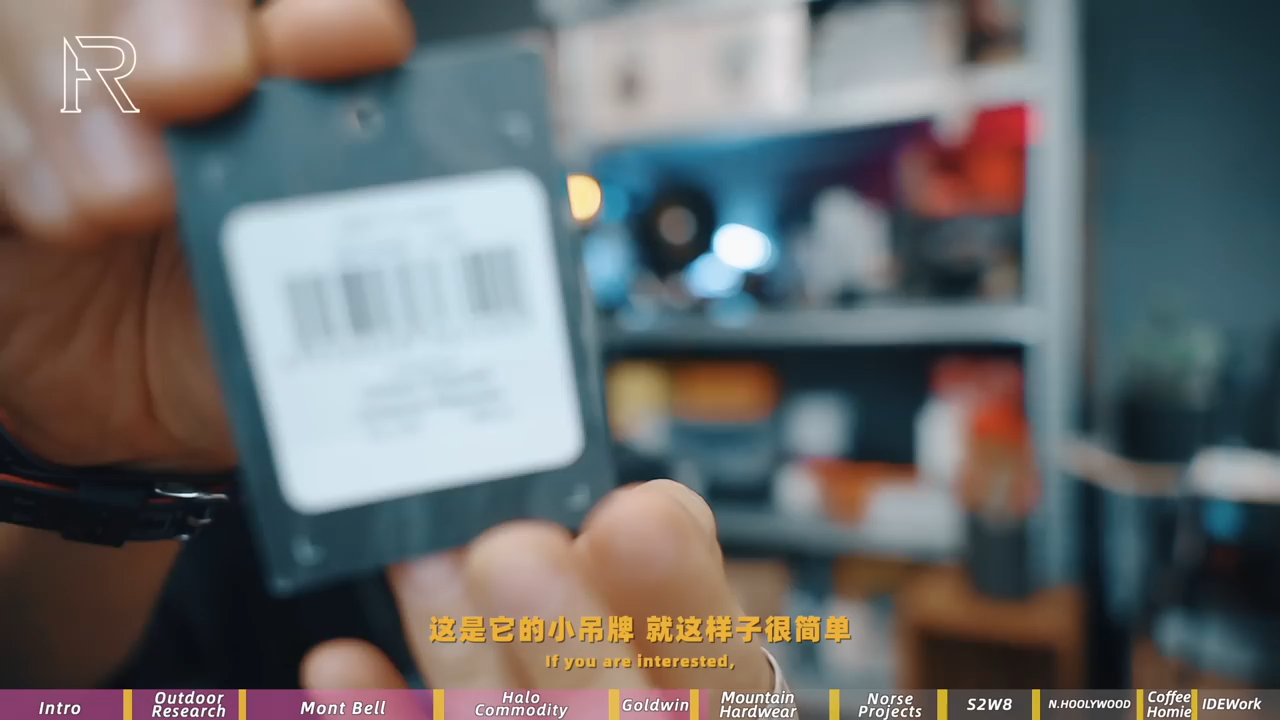 R
这是它的小吊牌 就这样子很简单
If you are interested,
Intro
Outdoor
Research
Mont Bell
Halo
Commodity
Goldwin
Mountain
Hardwear
Norse
Projects
S2W8
N.HOOLYWOOD
Coffee
Homie
IDEWork